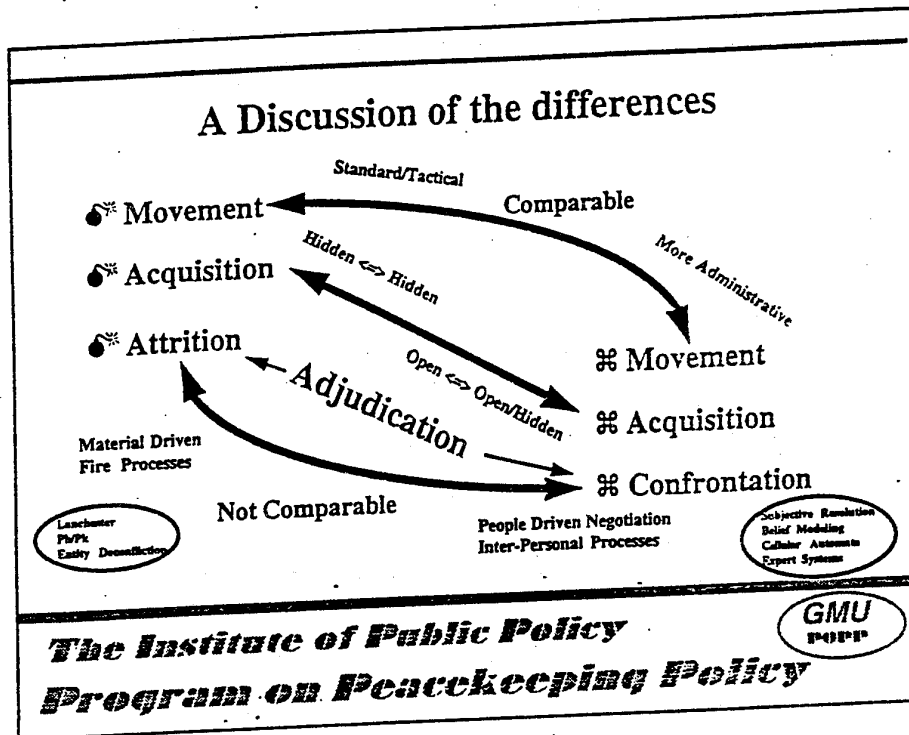 A Discussion of the differences
Standard/Tactical
Movement
Comparable
Acquisition
Hidden <=> Hidden
More Administrative
Attrition
Adjudication
Open <=> Open/Hidden
Movement
Acquisition
Confrontation
Material Driven
Fire Processes
Not Comparable
People Driven Negotiation
Inter-Personal Processes
Lanchester
Ph/Pk
Entity Deconfliction
Subjective Resolution
Belief Modeling
Cellular Automata
Expert Systems
The Institute of Public Policy
Program on Peacekeeping Policy
GMU
POPP